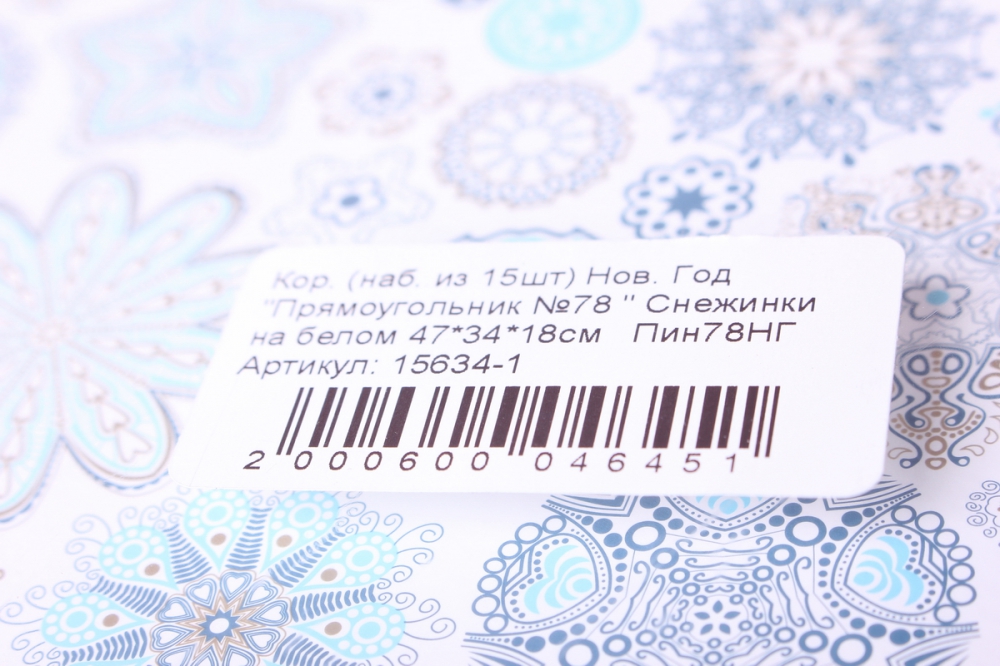 Кор. (наб. из 15шт) Нов. Год
"Прямоугольник №78 " Снежинки
на белом 47*34*18см   Пин78НГ
Артикул: 15634-1
2 000600 046451